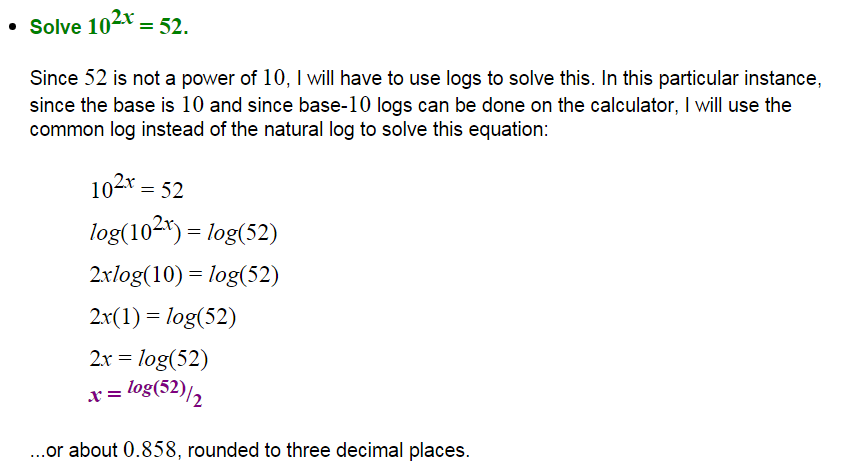 • Solve 10^2x = 52.
Since 52 is not a power of 10, I will have to use logs to solve this. In this particular instance,
since the base is 10 and since base-10 logs can be done on the calculator, I will use the
common log instead of the natural log to solve this equation:
10^2x = 52
log(10^2x) = log(52)
2xlog(10) = log(52)
2x(1) = log(52)
2x = log(52)
x = log(52)/2
...or about 0.858, rounded to three decimal places.